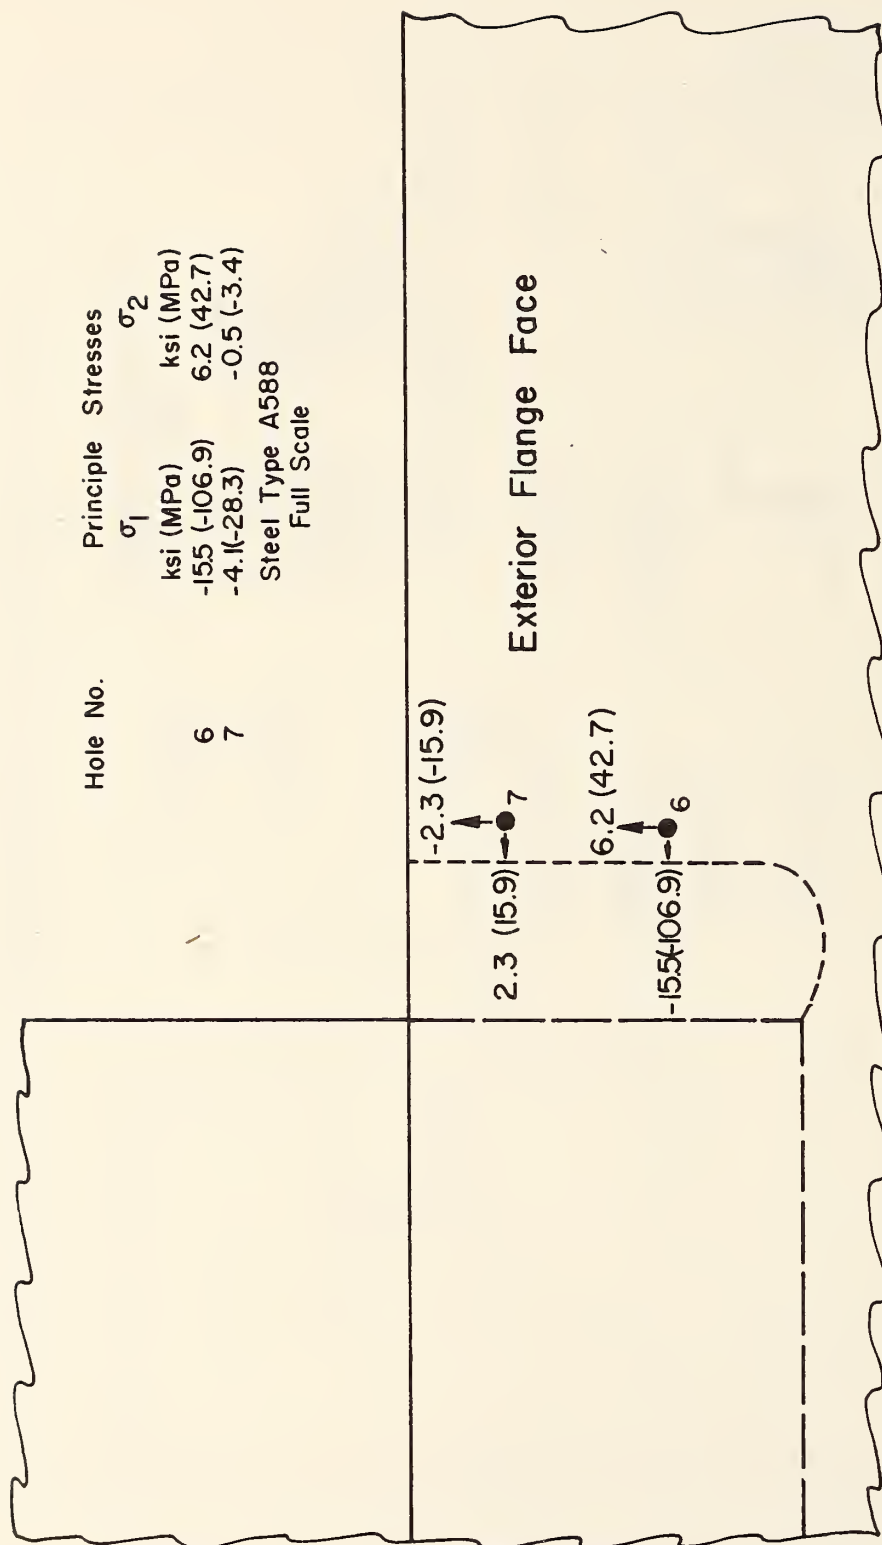 Hole No. Principle Stresses
σ1 σ2
ksi (MPa) ksi (MPa)
6 -15.5 (-106.9) 6.2 (42.7)
7 -4.1(-28.3) -0.5 (-3.4)
Steel Type A588
Full Scale
-2.3 (-15.9)
7
2.3 (15.9)
Exterior Flange Face
6.2 (42.7)
6
-15.5(-106.9)